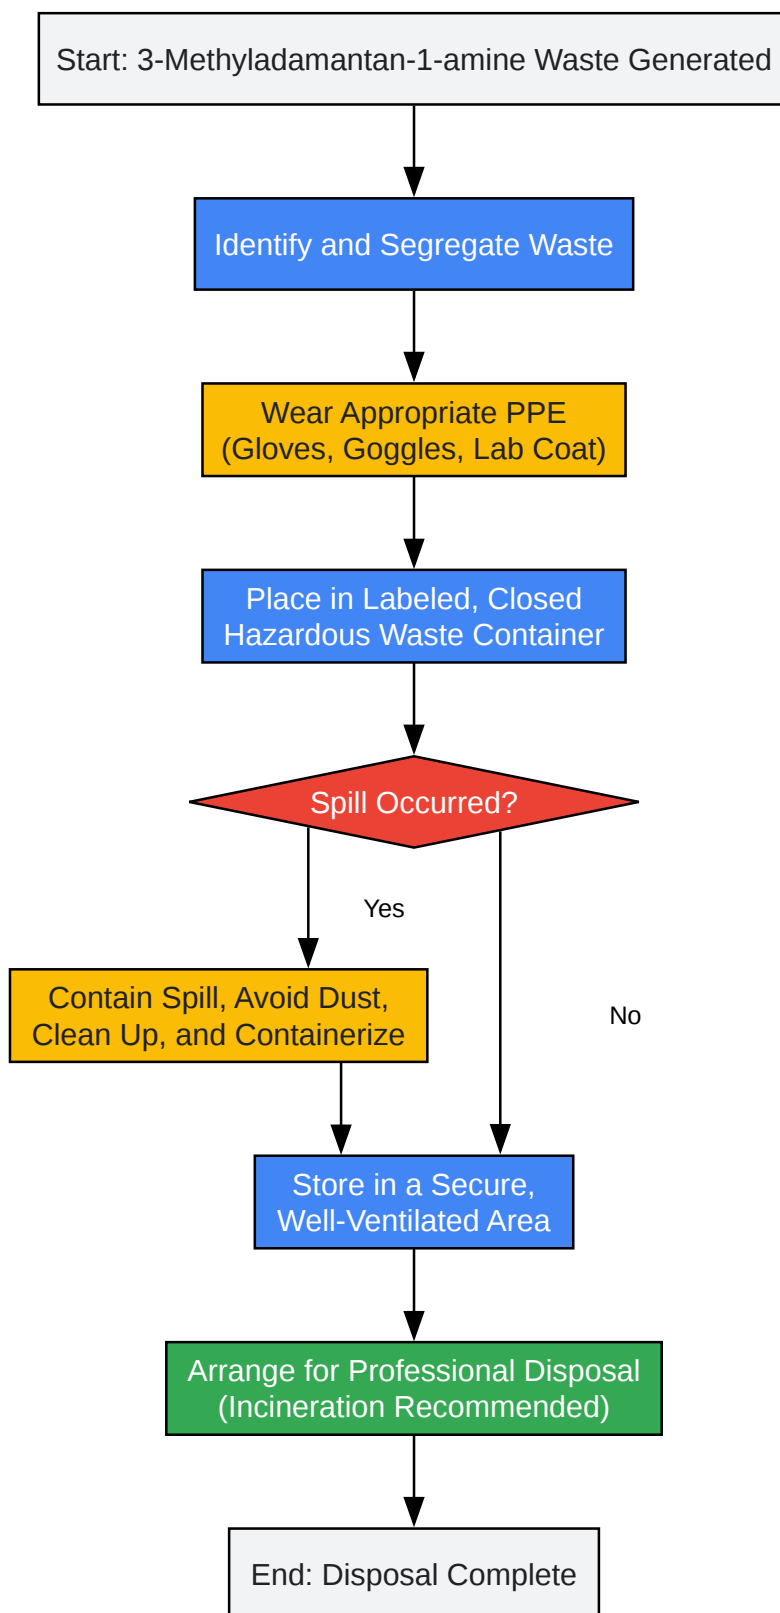 Start: 3-Methyladamantan-1-amine Waste Generated
Identify and Segregate Waste
Wear Appropriate PPE
(Gloves, Goggles, Lab Coat)
Place in Labeled, Closed
Hazardous Waste Container
Spill Occurred?
Yes
Contain Spill, Avoid Dust,
Clean Up, and Containerize
No
Store in a Secure,
Well-Ventilated Area
Arrange for Professional Disposal
(Incineration Recommended)
End: Disposal Complete